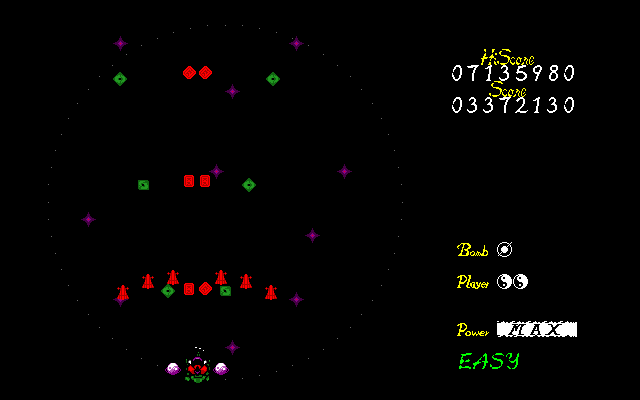 HiScore
07135980
Score
03372130
Bomb
Player
Power MAX
EASY